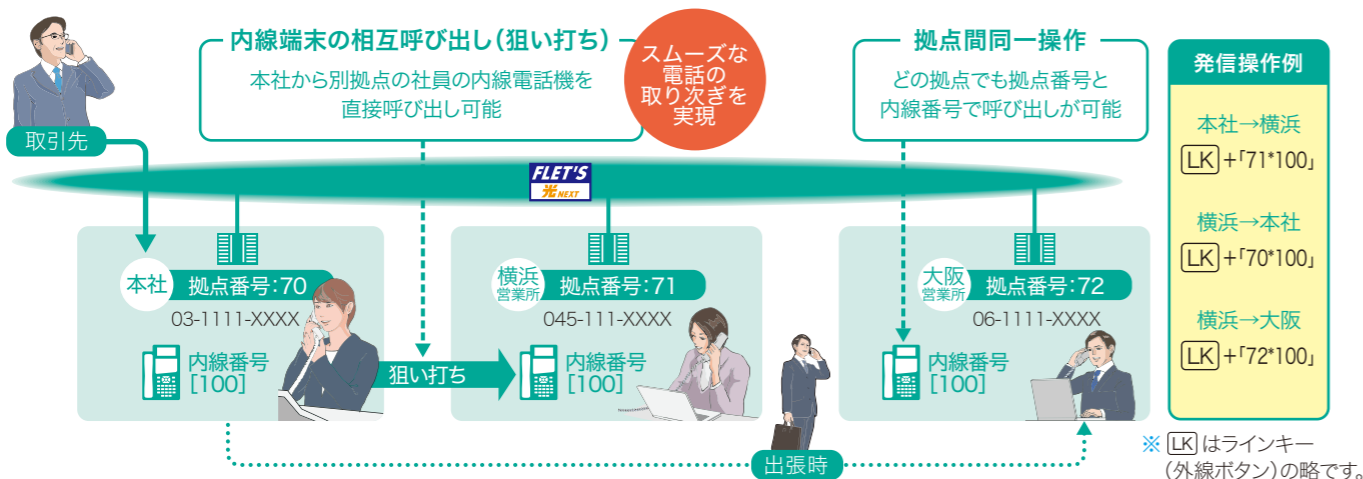 取引先
内線端末の相互呼び出し(狙い打ち)
本社から別拠点の社員の内線電話機を
直接呼び出し可能
スムーズな
電話の
取り次ぎを
実現
拠点間同一操作
どの拠点でも拠点番号と
内線番号で呼び出しが可能
FLET'S
光 NEXT
本社
拠点番号:70
03-1111-XXXX
内線番号
[100]
狙い打ち
横浜
営業所
拠点番号:71
045-111-XXXX
内線番号
[100]
大阪
営業所
拠点番号:72
06-1111-XXXX
内線番号
[100]
出張時
発信操作例
本社→横浜
LK+「71*100」
横浜→本社
LK+「70*100」
横浜→大阪
LK+「72*100」
※LKはラインキー
(外線ボタン)の略です。